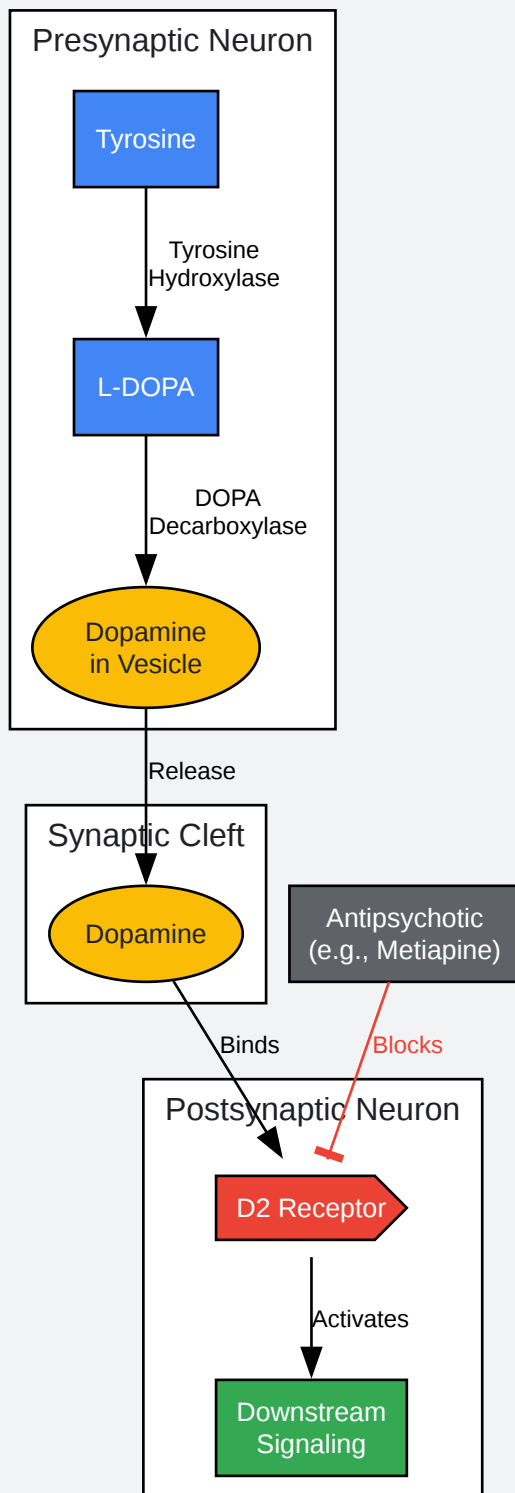 Presynaptic Neuron
Tyrosine
Tyrosine
Hydroxylase
L-DOPA
DOPA
Decarboxylase
Dopamine
in Vesicle
Release
Synaptic Cleft
Dopamine
Antipsychotic
(e.g., Metiapine)
Binds
Blocks
Postsynaptic Neuron
D2 Receptor
Activates
Downstream
Signaling